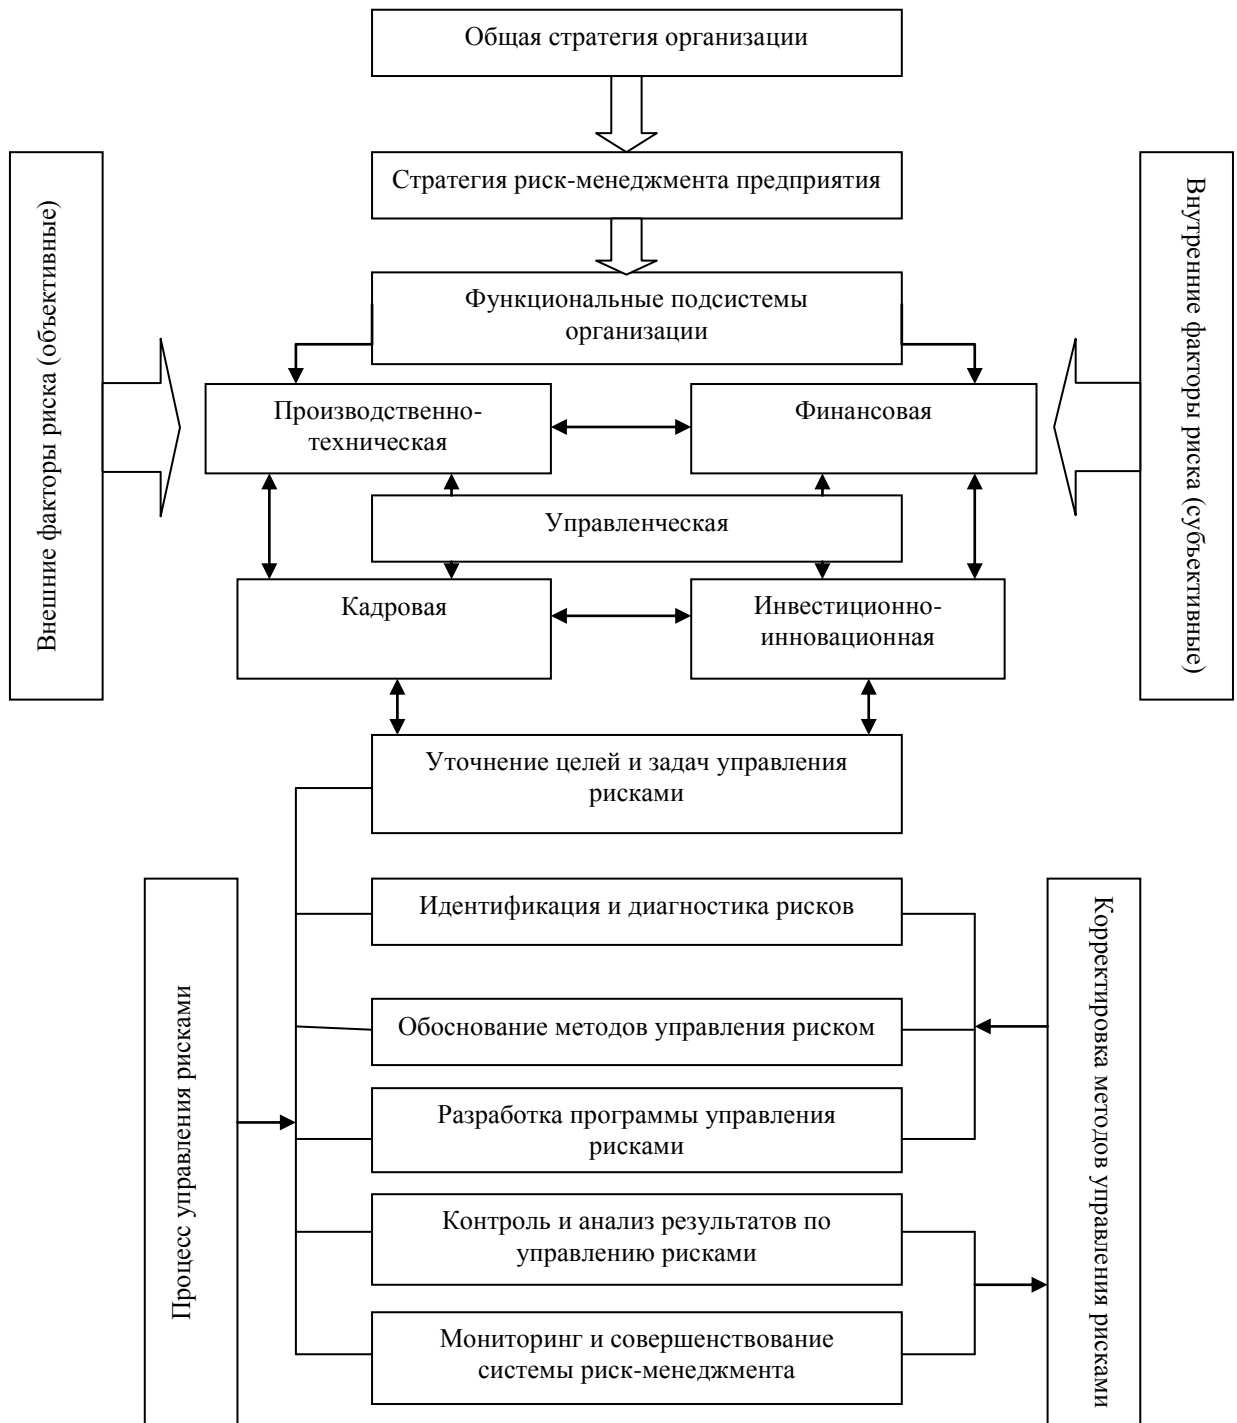 Общая стратегия организации
Стратегия риск-менеджмента предприятия
Внешние факторы риска (объективные)
Внутренние факторы риска (субъективные)
Функциональные подсистемы
организации
Производственно-
техническая
Финансовая
Управленческая
Кадровая
Инвестиционно-
инновационная
Уточнение целей и задач управления
рисками
Процесс управления рисками
Корректировка методов управления рисками
Идентификация и диагностика рисков
Обоснование методов управления риском
Разработка программы управления
рисками
Контроль и анализ результатов по
управлению рисками
Мониторинг и совершенствование
системы риск-менеджмента